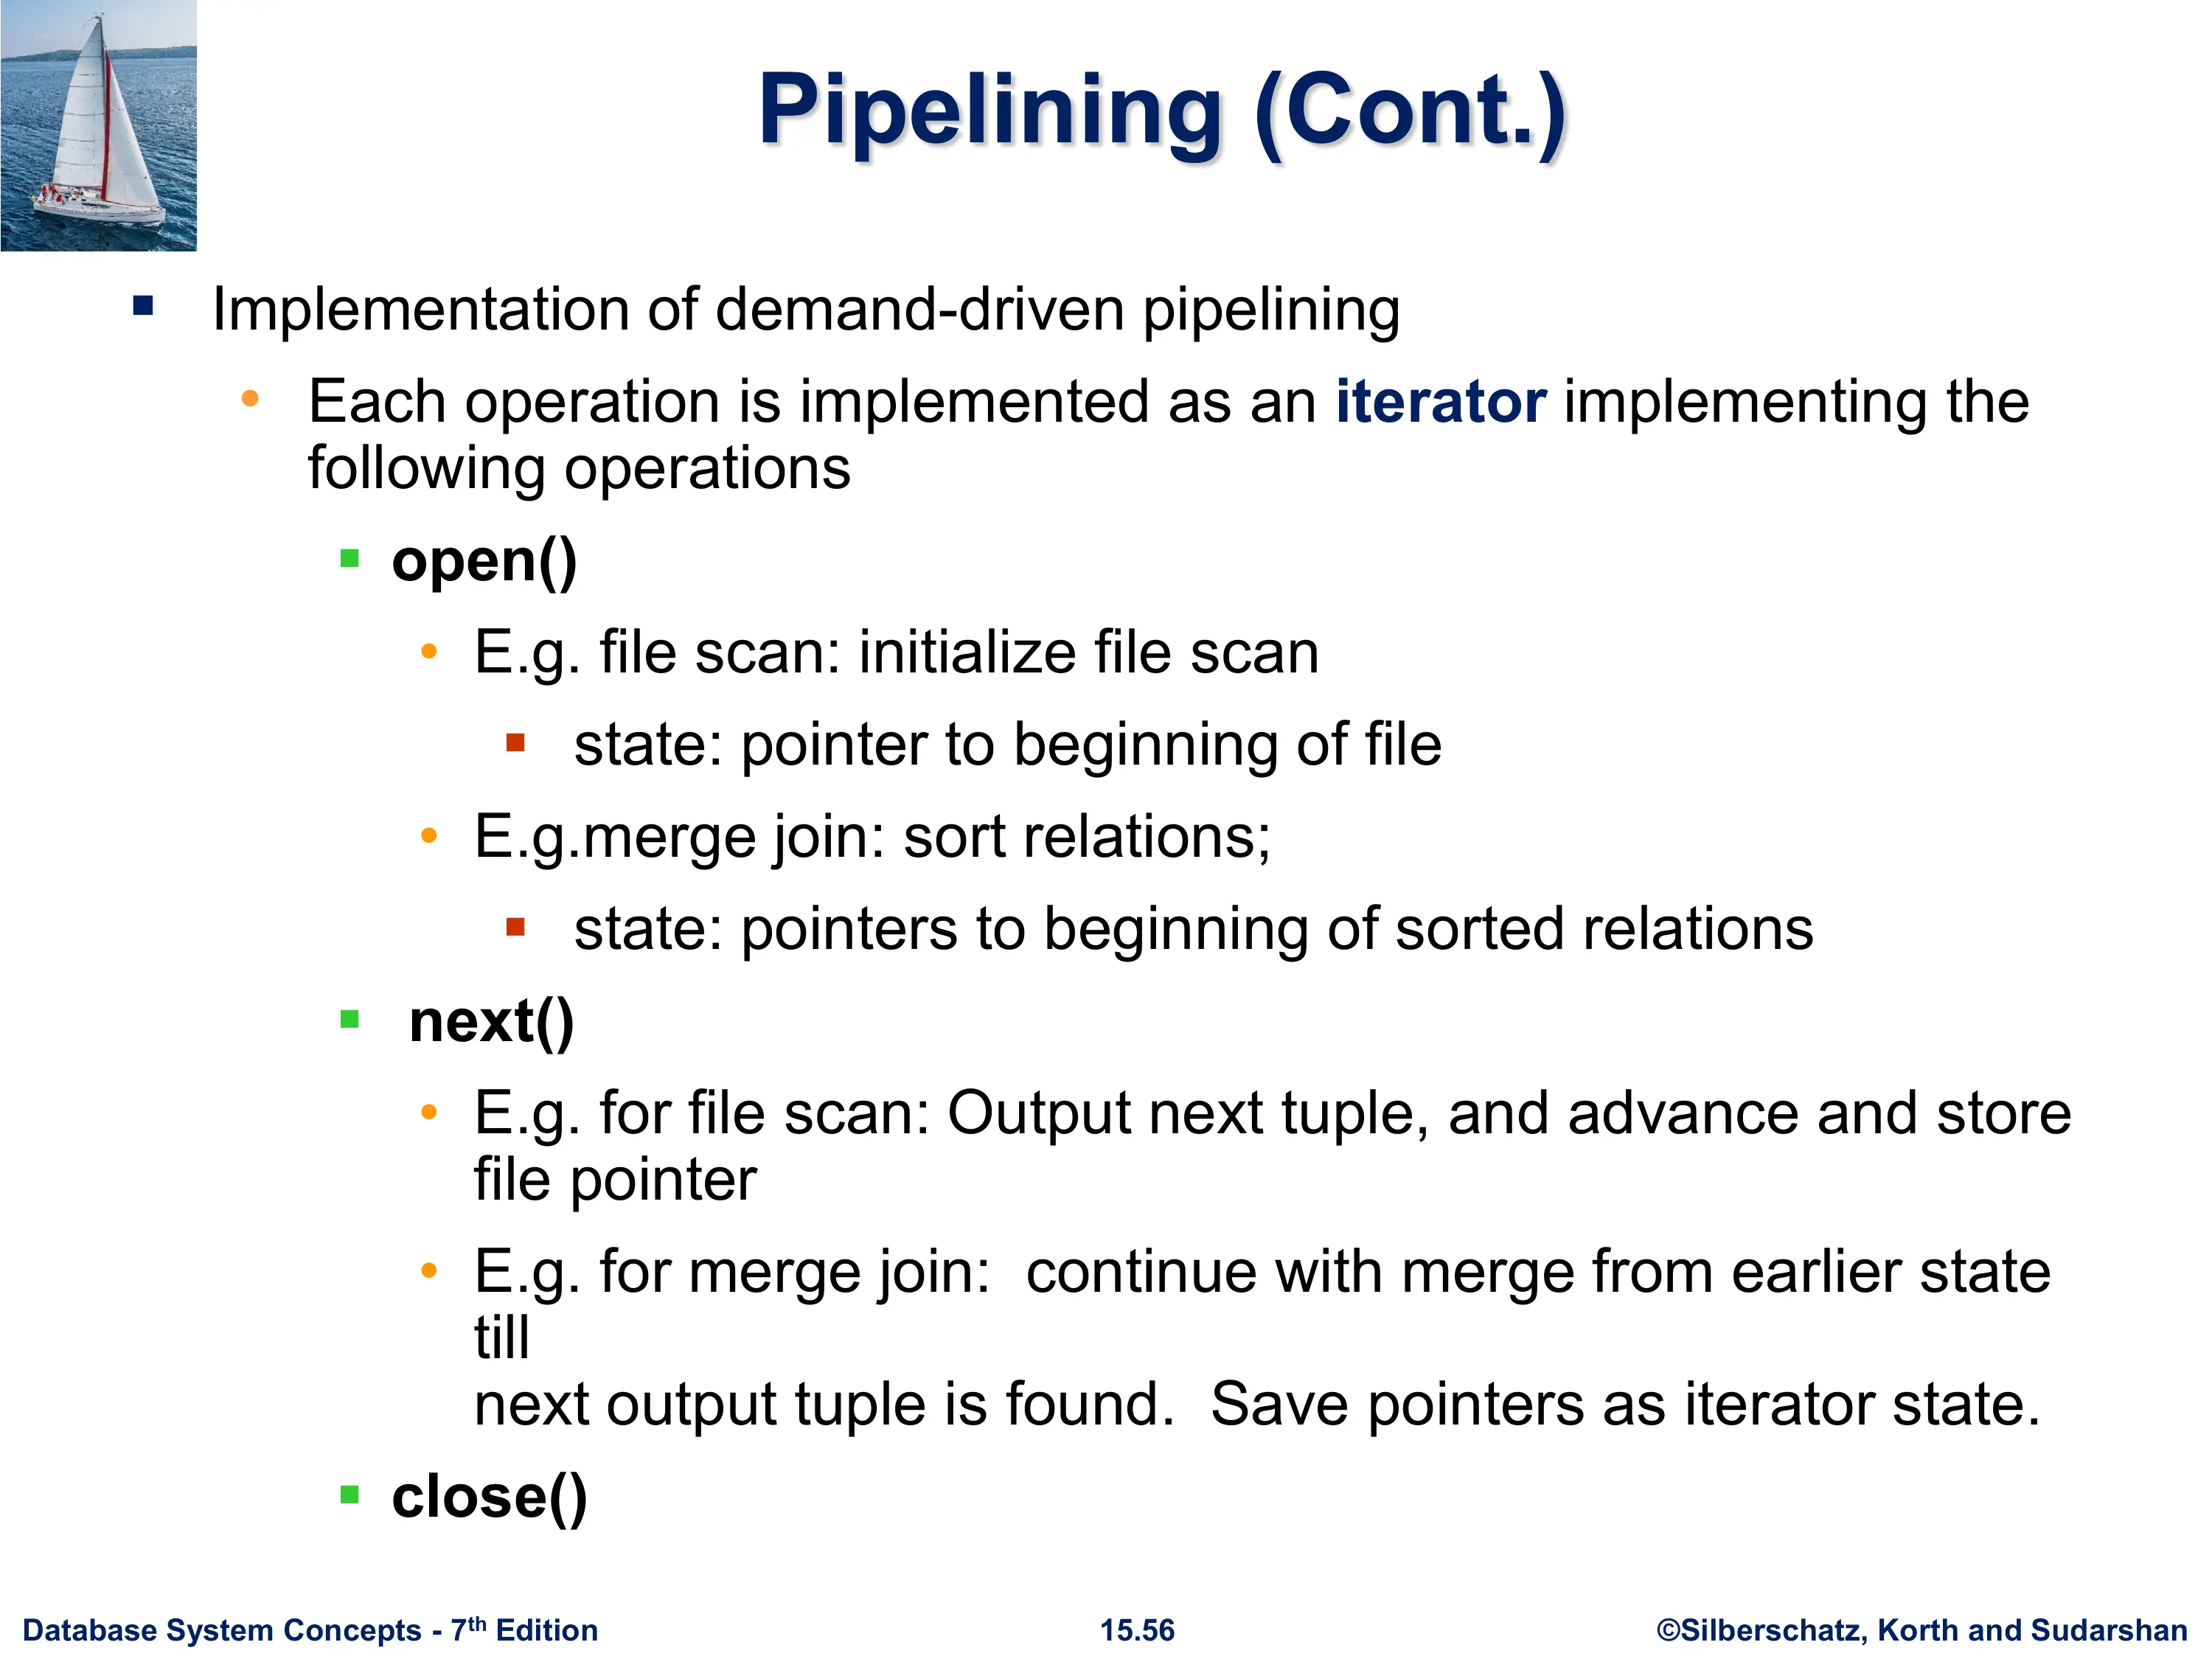 Pipelining (Cont.)
Implementation of demand-driven pipelining
Each operation is implemented as an iterator implementing the
following operations
open()
E.g. file scan: initialize file scan
state: pointer to beginning of file
E.g.merge join: sort relations;
state: pointers to beginning of sorted relations
next()
E.g. for file scan: Output next tuple, and advance and store
file pointer
E.g. for merge join:  continue with merge from earlier state
till
next output tuple is found.  Save pointers as iterator state.
close()
Database System Concepts - 7th Edition
15.56
©Silberschatz, Korth and Sudarshan